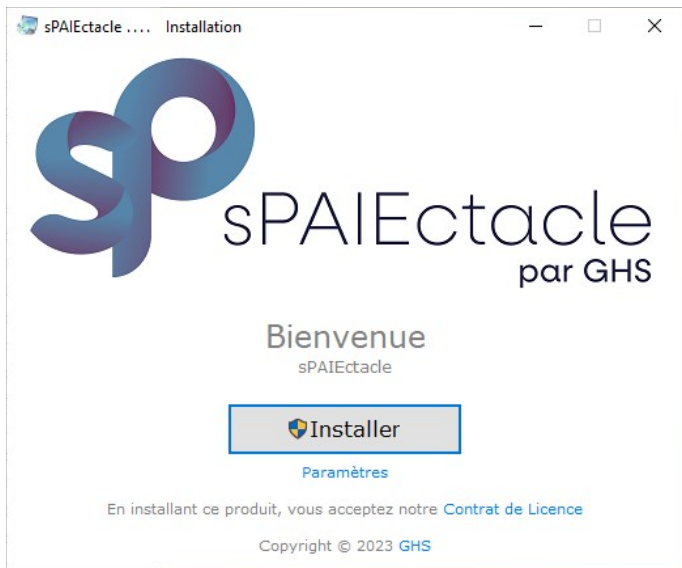 sPAIEctacle .... Installation
sp
sPAIEctacle
par GHS
Bienvenue
sPAIEctacle
Installer
Paramètres
En installant ce produit, vous acceptez notre Contrat de Licence
Copyright © 2023 GHS